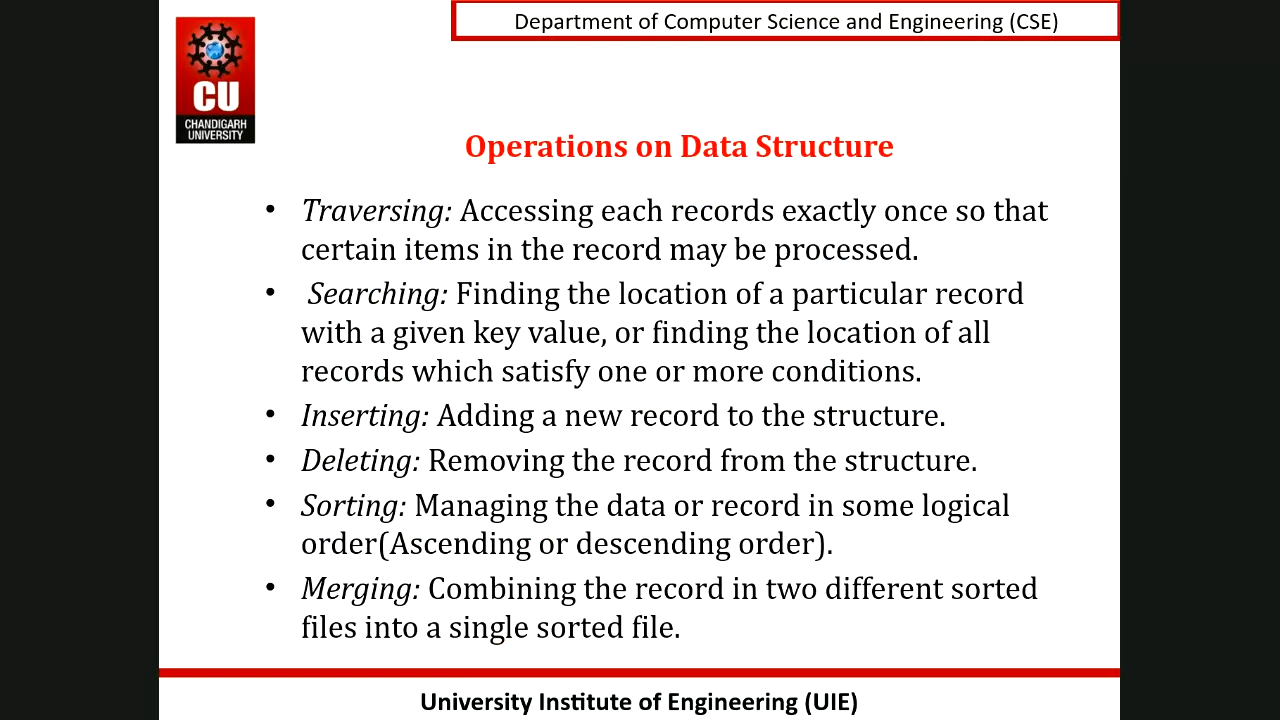 Department of Computer Science and Engineering (CSE)
CU
CHANDIGARH
UNIVERSITY
Operations on Data Structure
• Traversing: Accessing each records exactly once so that
certain items in the record may be processed.
• Searching: Finding the location of a particular record
with a given key value, or finding the location of all
records which satisfy one or more conditions.
• Inserting: Adding a new record to the structure.
• Deleting: Removing the record from the structure.
• Sorting: Managing the data or record in some logical
order(Ascending or descending order).
• Merging: Combining the record in two different sorted
files into a single sorted file.
University Institute of Engineering (UIE)